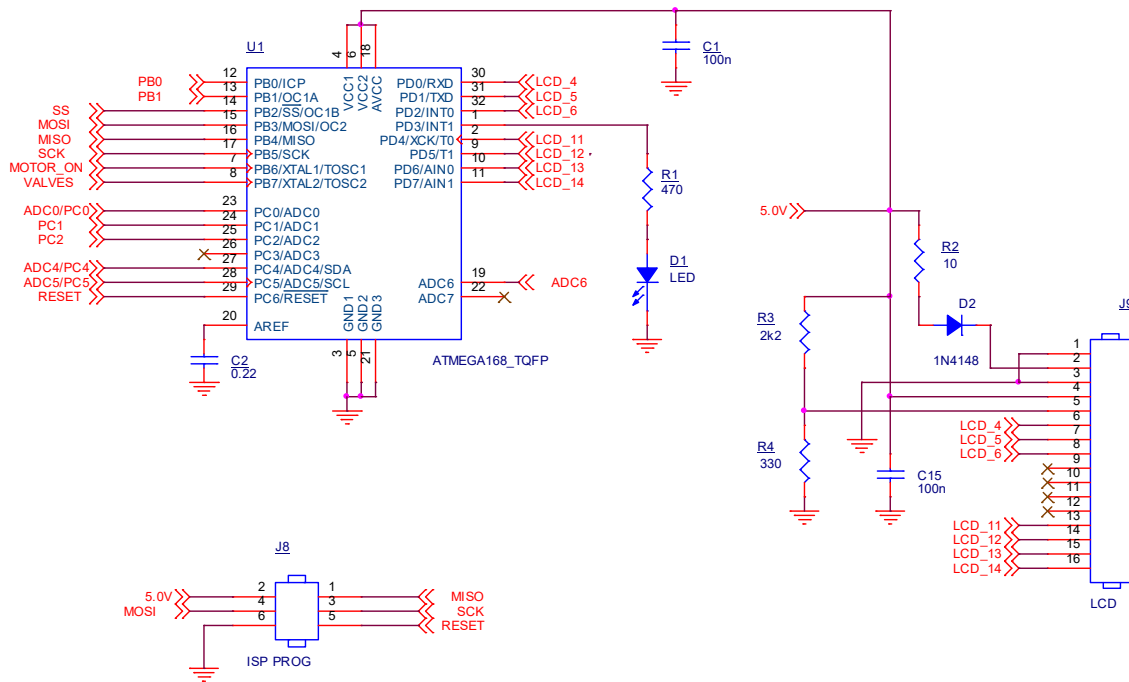 U1
ATMEGA168_TQFP
PB0 12 PB0/ICP
PB1 13 PB1/OC1A
SS 14 PB2/SS/OC1B
MOSI 15 PB3/MOSI/OC2
MISO 16 PB4/MISO
SCK 17 PB5/SCK
MOTOR_ON 7 PB6/XTAL1/TOSC1
VALVES 8 PB7/XTAL2/TOSC2
ADC0/PC0 23 PC0/ADC0
PC1 24 PC1/ADC1
PC2 25 PC2/ADC2
26 PC3/ADC3
ADC4/PC4 27 PC4/ADC4/SDA
ADC5/PC5 28 PC5/ADC5/SCL
RESET 29 PC6/RESET
20 AREF
4 VCC1
6 VCC2
18 AVCC
3 GND1
5 GND2
21 GND3
PD0/RXD 30 LCD_4
PD1/TXD 31 LCD_5
PD2/INT0 32 LCD_6
PD3/INT1 1
PD4/XCK/T0 2 LCD_11
PD5/T1 9 LCD_12
PD6/AIN0 10 LCD_13
PD7/AIN1 11 LCD_14
ADC6 19 ADC6
ADC7 22
C2
0.22
C1
100n
R1
470
D1
LED
5.0V
R2
10
D2
1N4148
R3
2k2
R4
330
C15
100n
J9
1
2
3
4
5
LCD_4 6
LCD_5 7
LCD_6 8
9
10
11
12
LCD_11 13
LCD_12 14
LCD_13 15
LCD_14 16
LCD
J8
5.0V 2 1 MISO
MOSI 4 3 SCK
6 5 RESET
ISP PROG